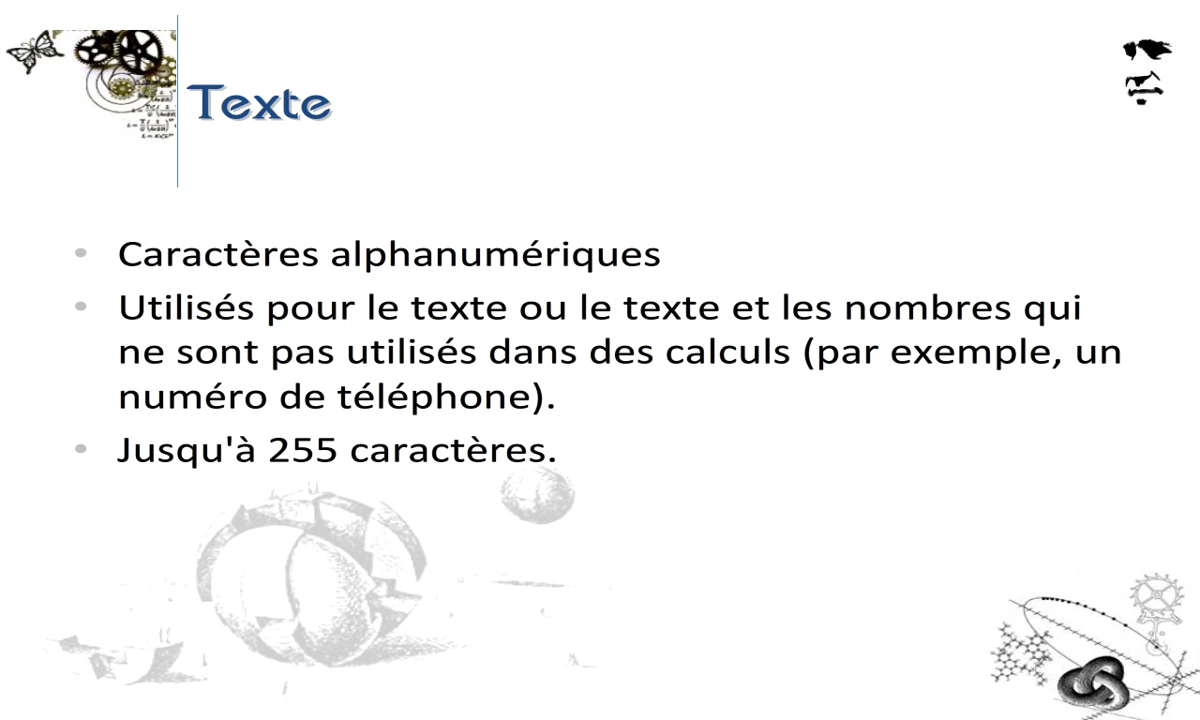 Texte
• Caractères alphanumériques
• Utilisés pour le texte ou le texte et les nombres qui
ne sont pas utilisés dans des calculs (par exemple, un
numéro de téléphone).
• Jusqu'à 255 caractères.